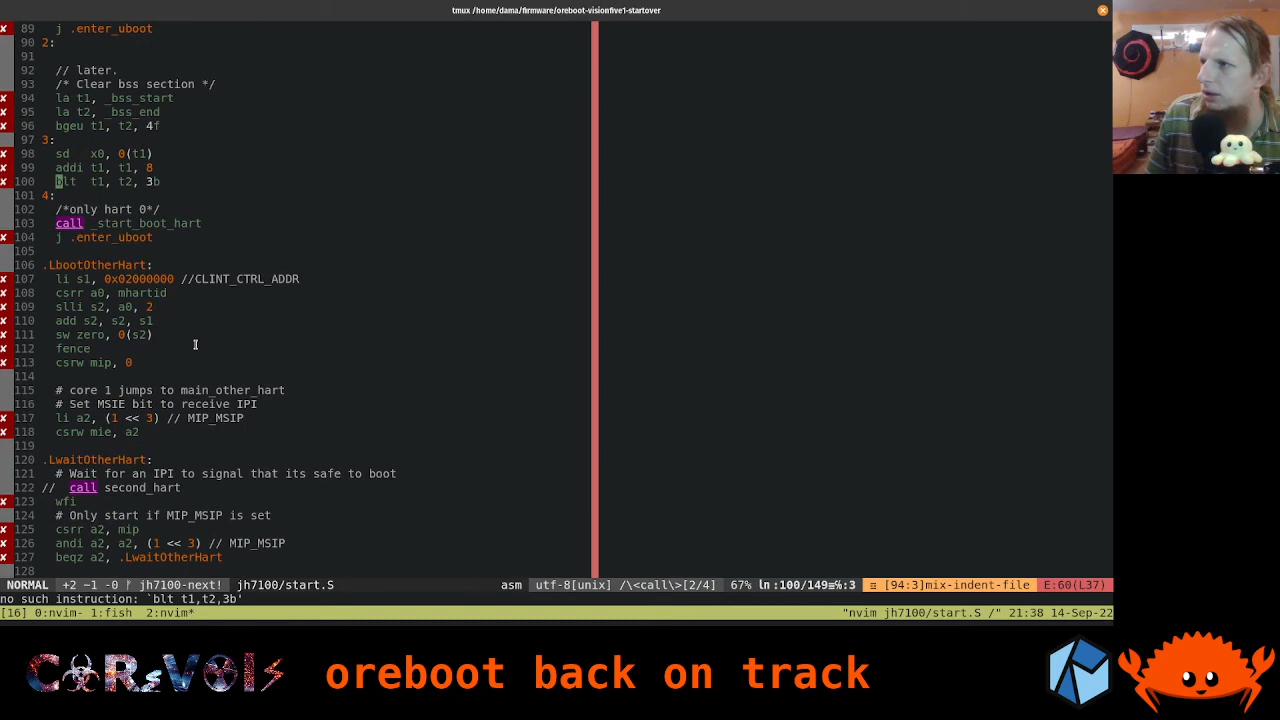 tmux /home/dama/firmware/oreboot-visionfive1-startover
89 j .enter_uboot
90 2:
91
92 // later.
93 /* Clear bss section */
94 la t1, _bss_start
95 la t2, _bss_end
96 bgeu t1, t2, 4f
97 3:
98 sd x0, 0(t1)
99 addi t1, t1, 8
100 blt t1, t2, 3b
101 4:
102 /*only hart 0*/
103 call _start_boot_hart
104 j .enter_uboot
105
106 .LbootOtherHart:
107 li s1, 0x02000000 //CLINT_CTRL_ADDR
108 csrr a0, mhartid
109 slli s2, a0, 2
110 add s2, s2, s1
111 sw zero, 0(s2)
112 fence
113 csrw mip, 0
114
115 # core 1 jumps to main_other_hart
116 # Set MSIE bit to receive IPI
117 li a2, (1 << 3) // MIP_MSIP
118 csrw mie, a2
119
120 .LwaitOtherHart:
121 # Wait for an IPI to signal that its safe to boot
122 // call second_hart
123 wfi
124 # Only start if MIP_MSIP is set
125 csrr a2, mip
126 andi a2, a2, (1 << 3) // MIP_MSIP
127 beqz a2, .LwaitOtherHart
128
NORMAL +2 ~1 -0 jh7100-next! jh7100/start.S asm utf-8[unix] /\<call\>[2/4] 67% ln:100/149≡℅:3 [94:3]mix-indent-file E:60(L37)
no such instruction: `blt t1,t2,3b'
[16] 0:nvim- 1:fish 2:nvim* "nvim jh7100/start.S /" 21:38 14-Sep-22
oreboot back on track